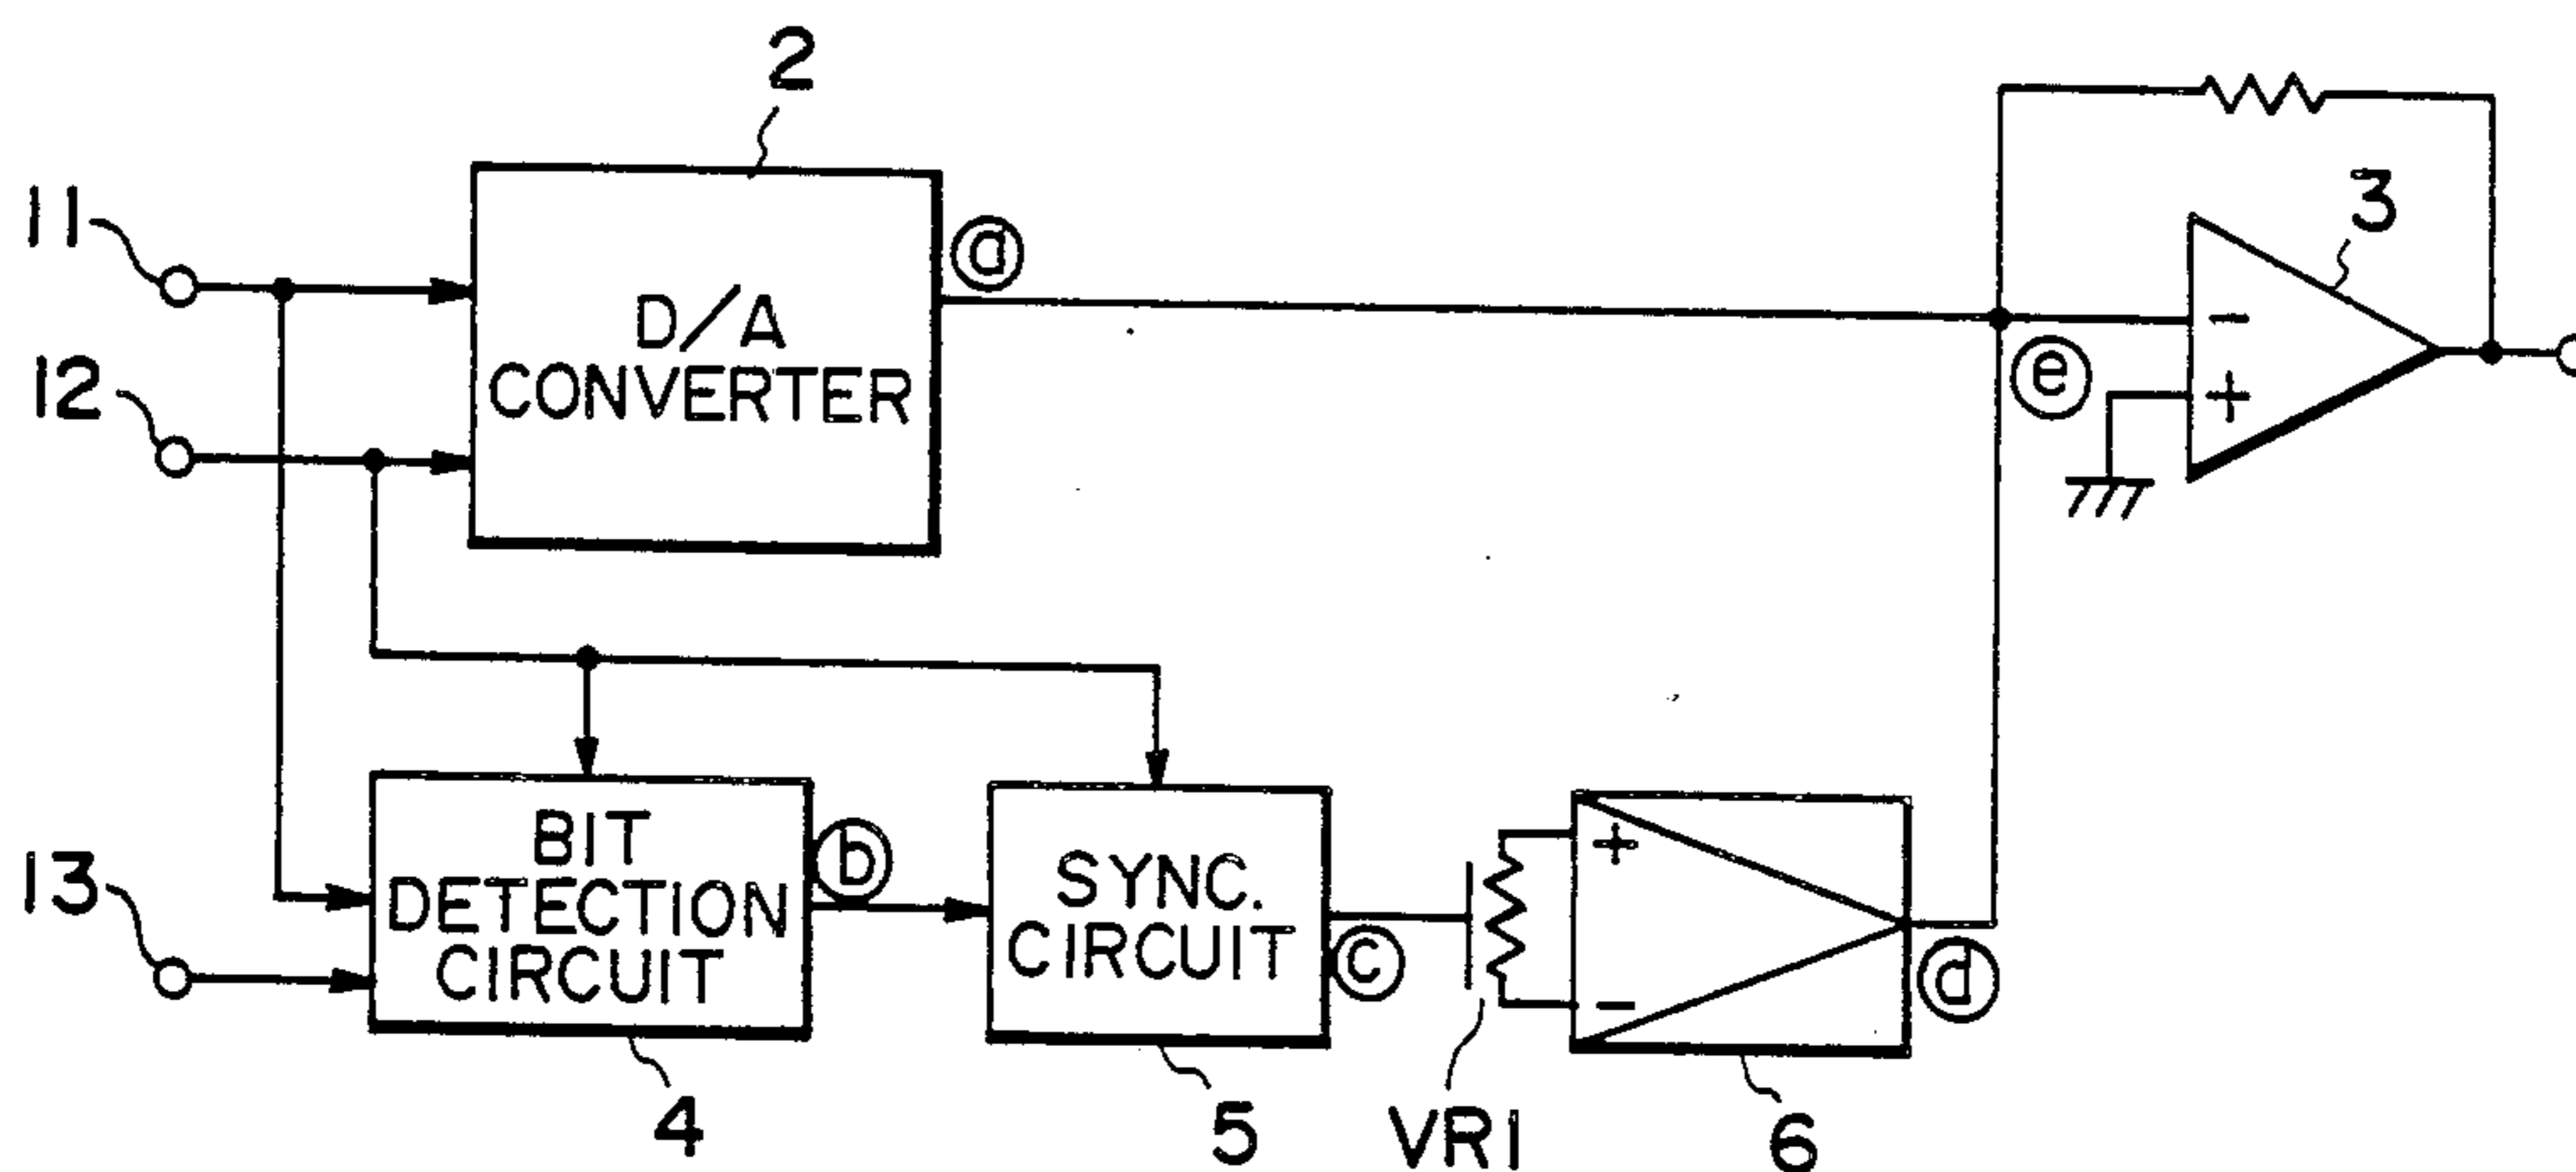 2
11
ⓐ
3
D/A
CONVERTER
12
ⓔ
−
+
BIT
DETECTION
CIRCUIT
ⓑ
13
SYNC.
CIRCUIT
ⓒ
+
−
ⓓ
4
5
VR1
6